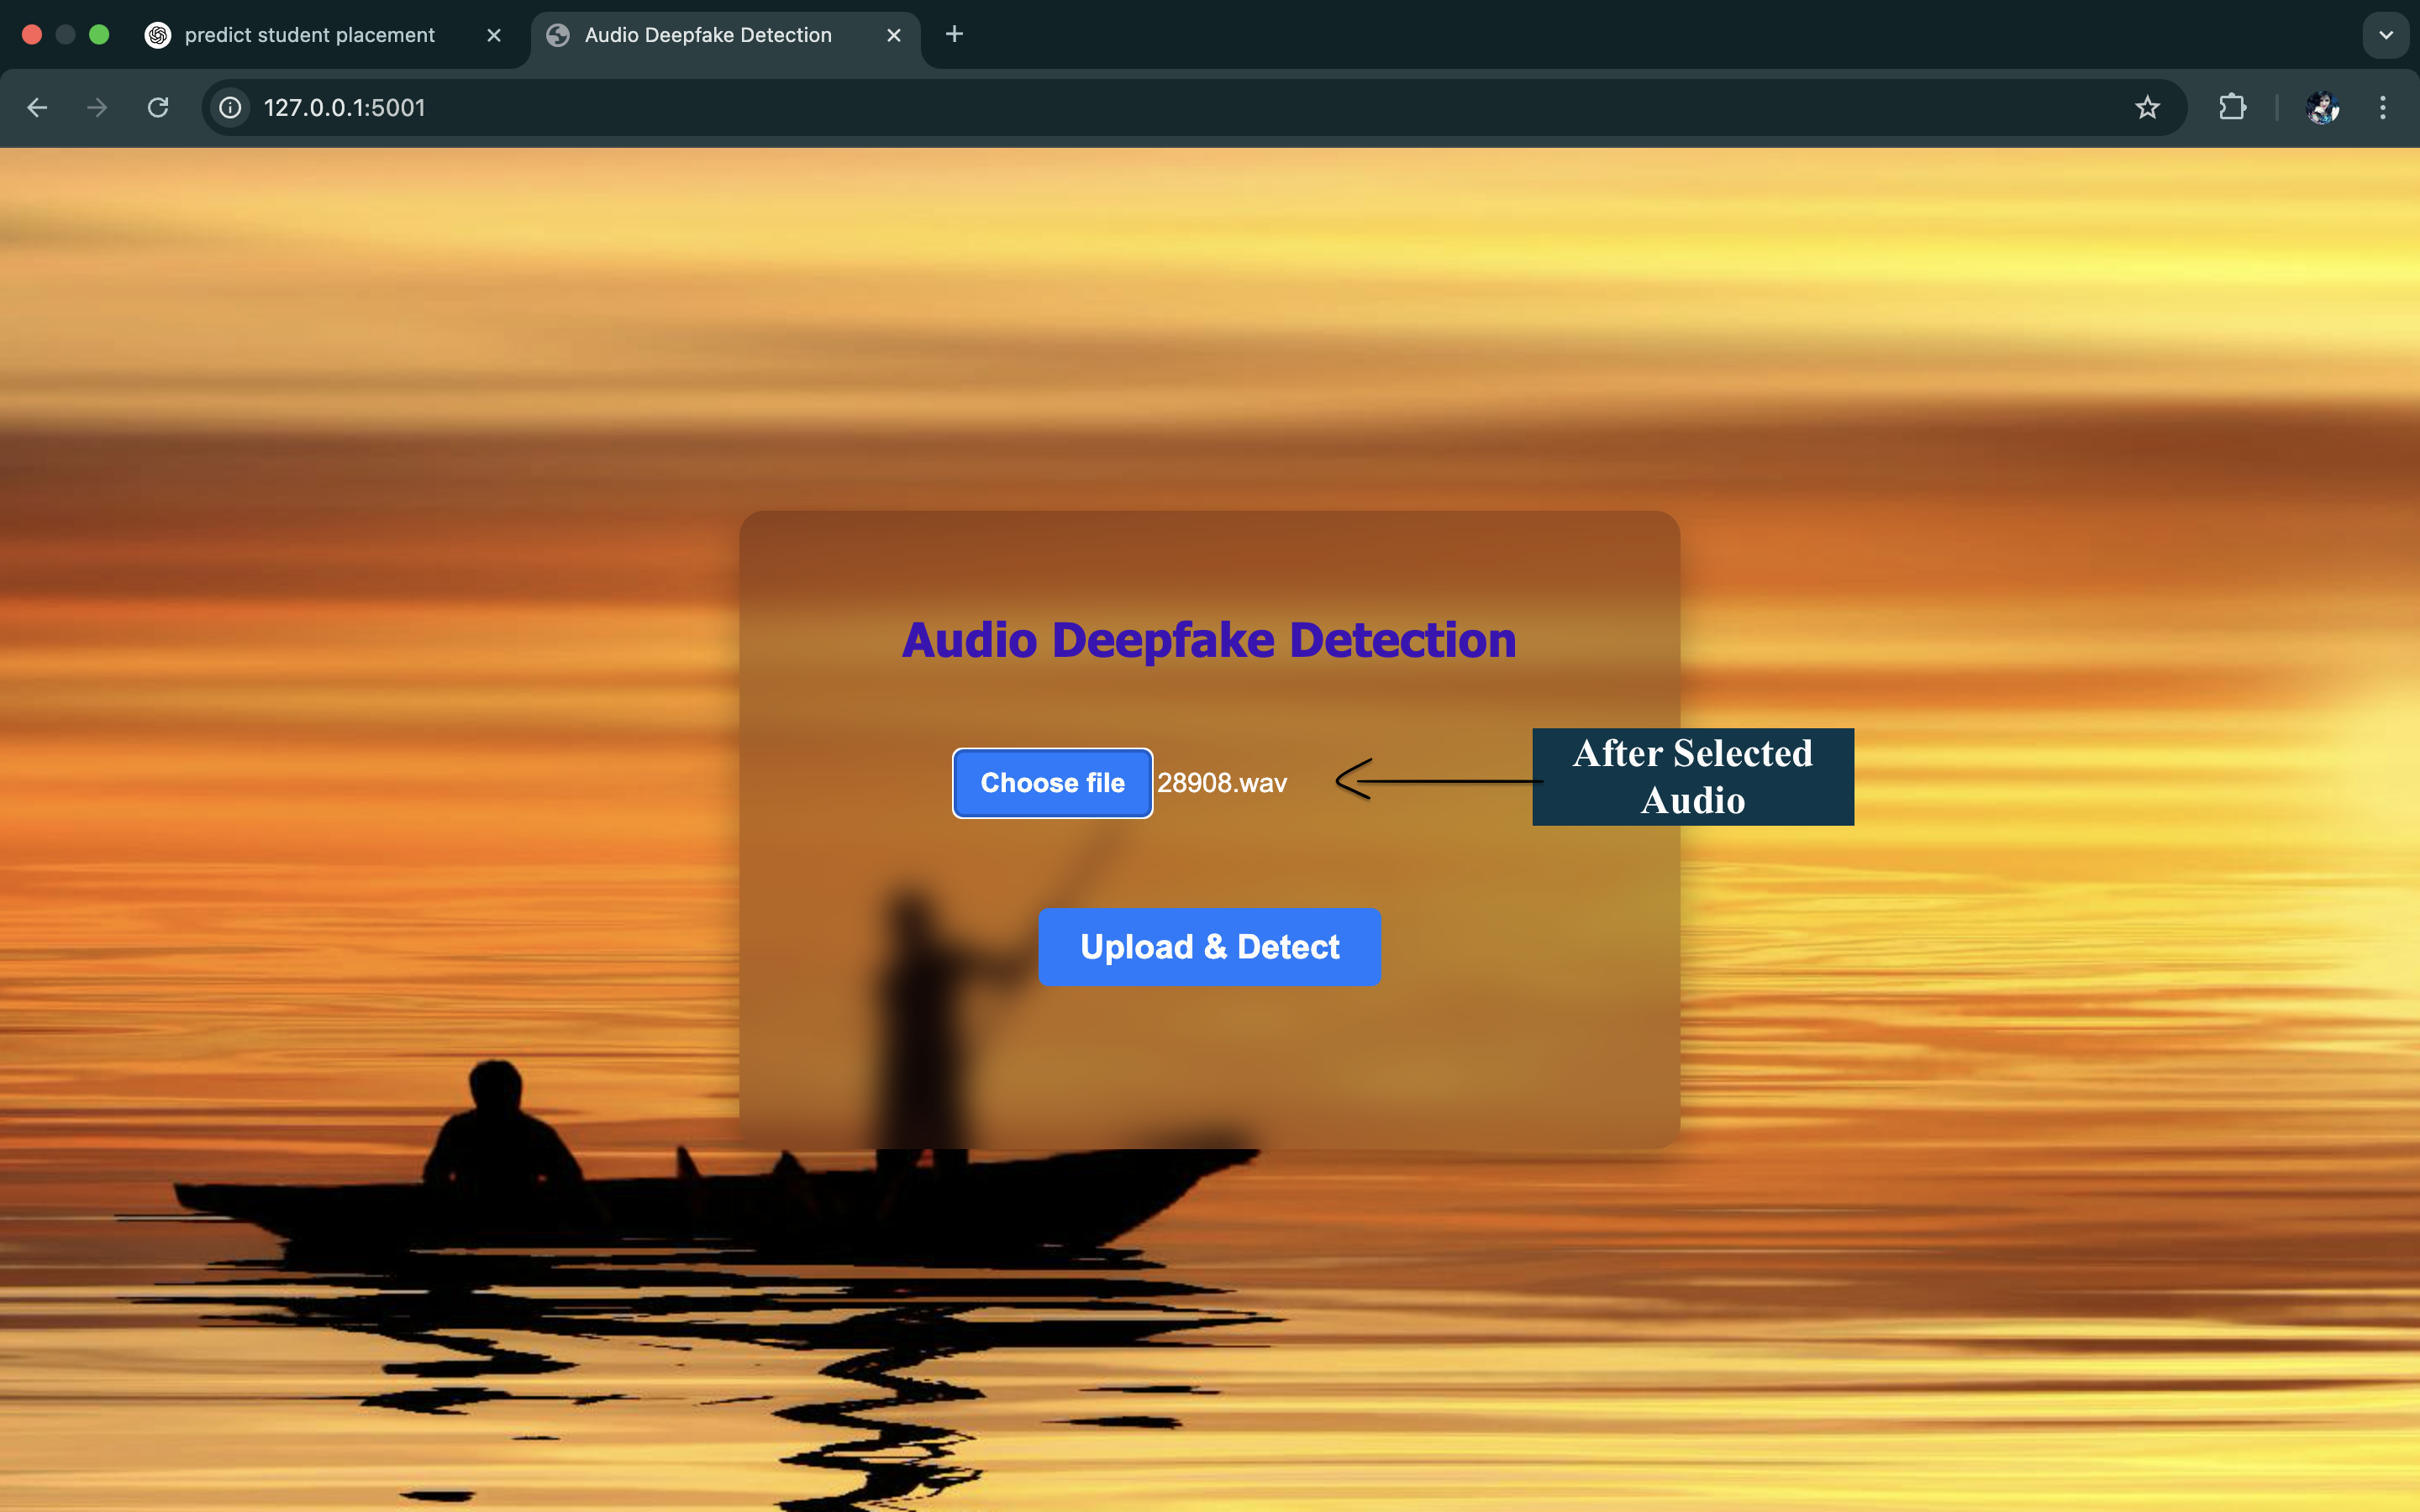 predict student placement
Audio Deepfake Detection
127.0.0.1:5001
Audio Deepfake Detection
Choose file 28908.wav
After Selected
Audio
Upload & Detect